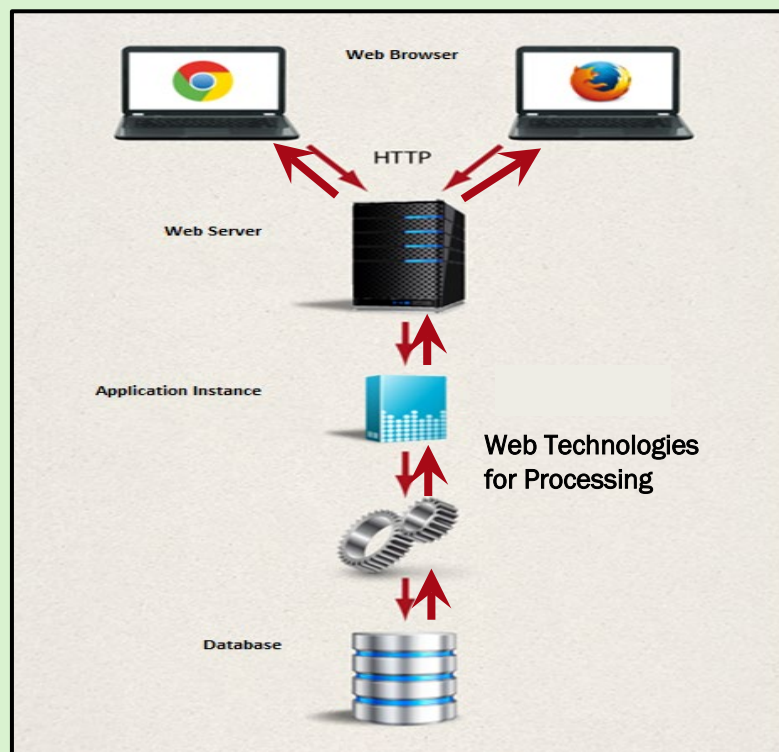 Web Browser
HTTP
Web Server
Application Instance
Web Technologies
for Processing
Database